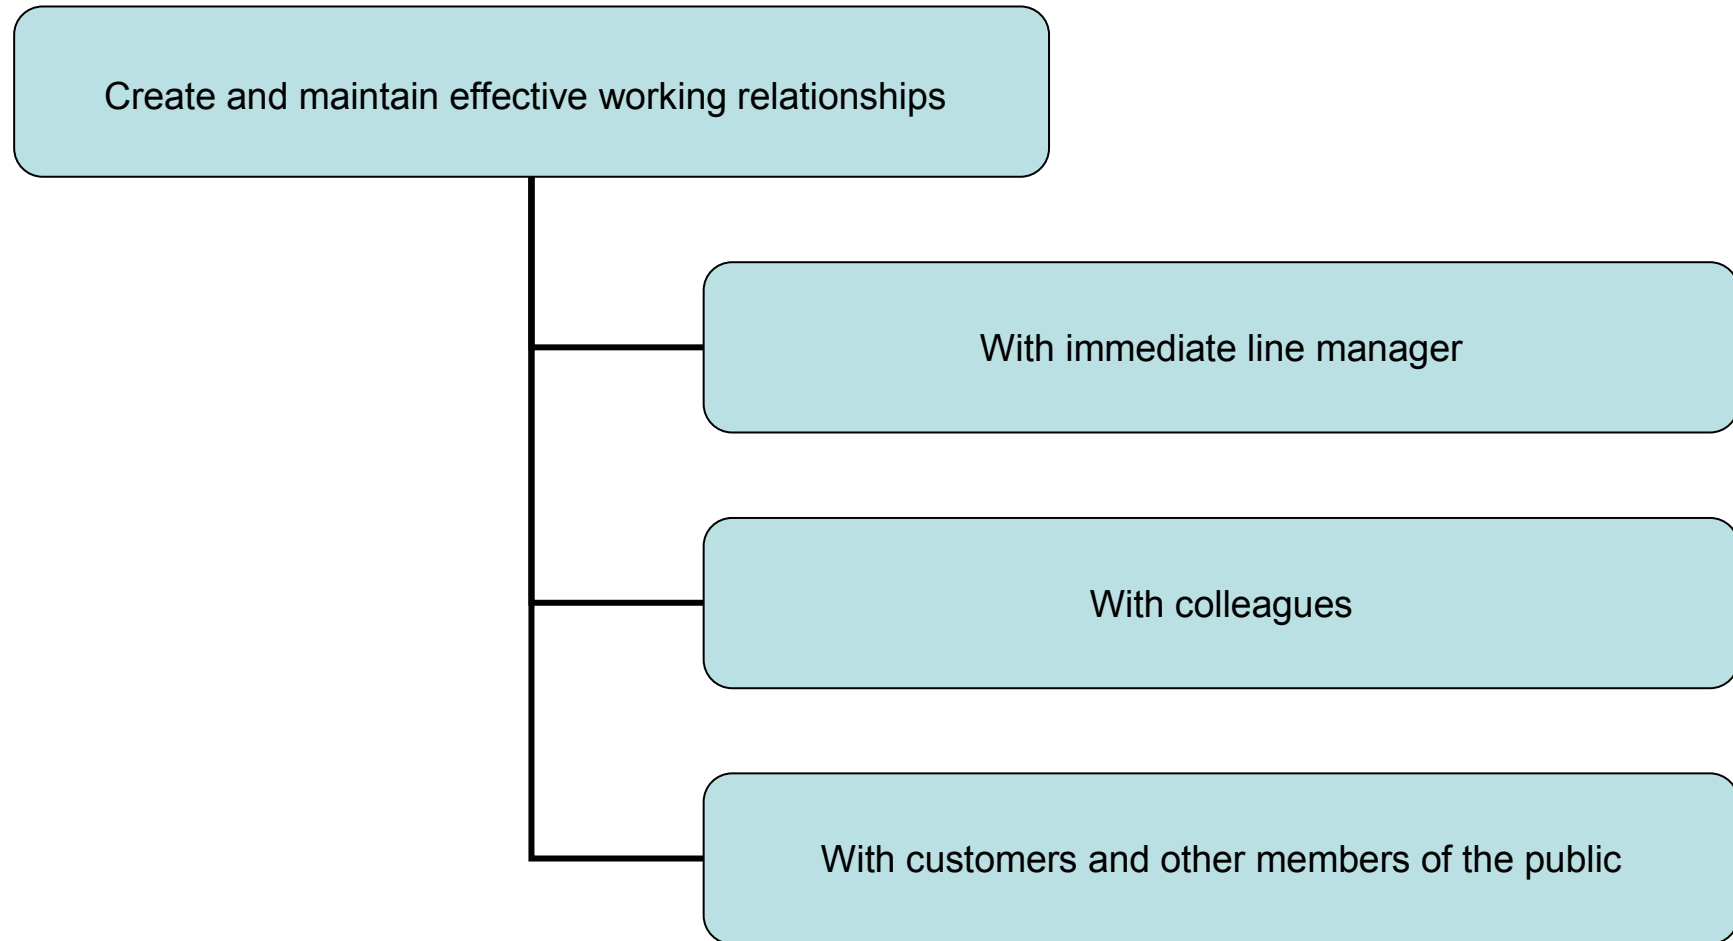 Create and maintain effective working relationships
With immediate line manager
With colleagues
With customers and other members of the public